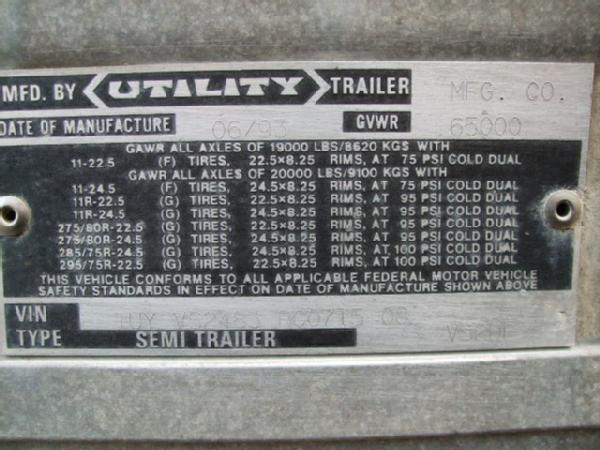 MFD. BY UTILITY TRAILER MFG. CO.
DATE OF MANUFACTURE 06/93 GVWR 65000
GAWR ALL AXLES OF 19000 LBS/8620 KGS WITH
11-22.5 (F) TIRES, 22.5×8.25 RIMS, AT 75 PSI COLD DUAL
GAWR ALL AXLES OF 20000 LBS/9100 KGS WITH
11-24.5 (F) TIRES, 24.5×8.25 RIMS, AT 75 PSI COLD DUAL
11R-22.5 (G) TIRES, 22.5×8.25 RIMS, AT 95 PSI COLD DUAL
11R-24.5 (G) TIRES, 24.5×8.25 RIMS, AT 95 PSI COLD DUAL
275/80R-22.5 (G) TIRES, 22.5×8.25 RIMS, AT 95 PSI COLD DUAL
275/80R-24.5 (G) TIRES, 24.5×8.25 RIMS, AT 95 PSI COLD DUAL
285/75R-24.5 (G) TIRES, 24.5×8.25 RIMS, AT 100 PSI COLD DUAL
295/75R-22.5 (G) TIRES, 22.5×8.25 RIMS, AT 100 PSI COLD DUAL
THIS VEHICLE CONFORMS TO ALL APPLICABLE FEDERAL MOTOR VEHICLE
SAFETY STANDARDS IN EFFECT ON DATE OF MANUFACTURE SHOWN ABOVE
VIN 1UY
TYPE SEMI TRAILER